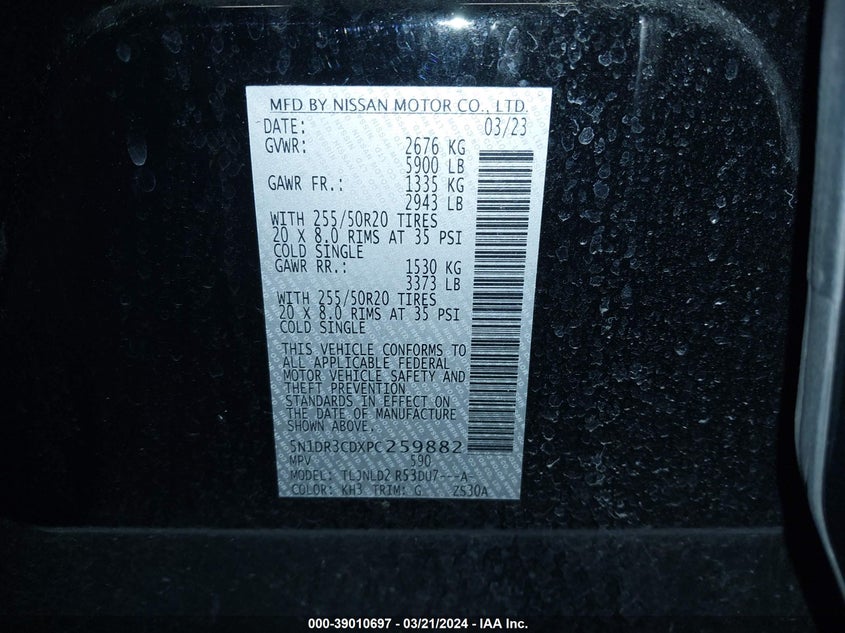 MFD BY NISSAN MOTOR CO., LTD.
DATE: 03/23
GVWR: 2676 KG
5900 LB
GAWR FR.: 1335 KG
2943 LB
WITH 255/50R20 TIRES
20 X 8.0 RIMS AT 35 PSI
COLD SINGLE
GAWR RR.: 1530 KG
3373 LB
WITH 255/50R20 TIRES
20 X 8.0 RIMS AT 35 PSI
COLD SINGLE
THIS VEHICLE CONFORMS TO
ALL APPLICABLE FEDERAL
MOTOR VEHICLE SAFETY AND
THEFT PREVENTION
STANDARDS IN EFFECT ON
THE DATE OF MANUFACTURE
SHOWN ABOVE.
5N1DR3CDXPC259882
MPV 590
MODEL: TLJNLD2 R53DU7---A-
COLOR: KH3 TRIM: G ZS30A
000-39010697 - 03/21/2024 - IAA Inc.